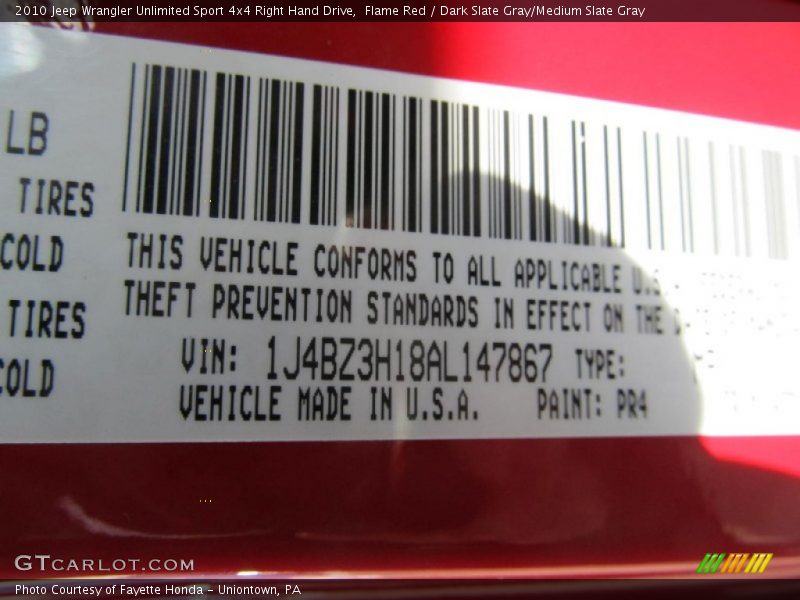 2010 Jeep Wrangler Unlimited Sport 4x4 Right Hand Drive,  Flame Red / Dark Slate Gray/Medium Slate Gray
LB
TIRES
COLD
TIRES
COLD
THIS VEHICLE CONFORMS TO ALL APPLICABLE U.S.
THEFT PREVENTION STANDARDS IN EFFECT ON THE
VIN: 1J4BZ3H18AL147867 TYPE:
VEHICLE MADE IN U.S.A. PAINT: PR4
GTCARLOT.COM
Photo Courtesy of Fayette Honda - Uniontown, PA